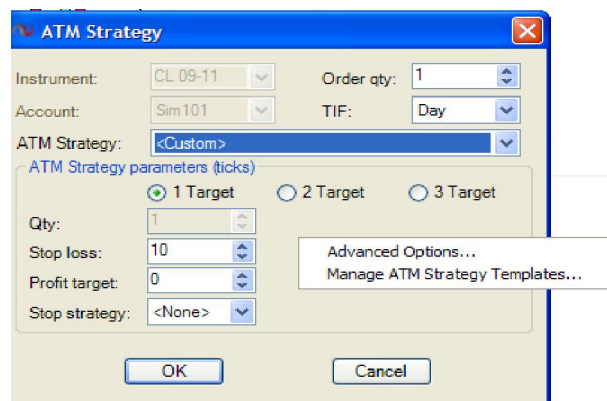 ATM Strategy
Instrument: CL 09-11 Order qty: 1
Account: Sim101 TIF: Day
ATM Strategy: <Custom>
ATM Strategy parameters (ticks)
1 Target 2 Target 3 Target
Qty: 1
Stop loss: 10
Advanced Options...
Manage ATM Strategy Templates...
Profit target: 0
Stop strategy: <None>
OK Cancel